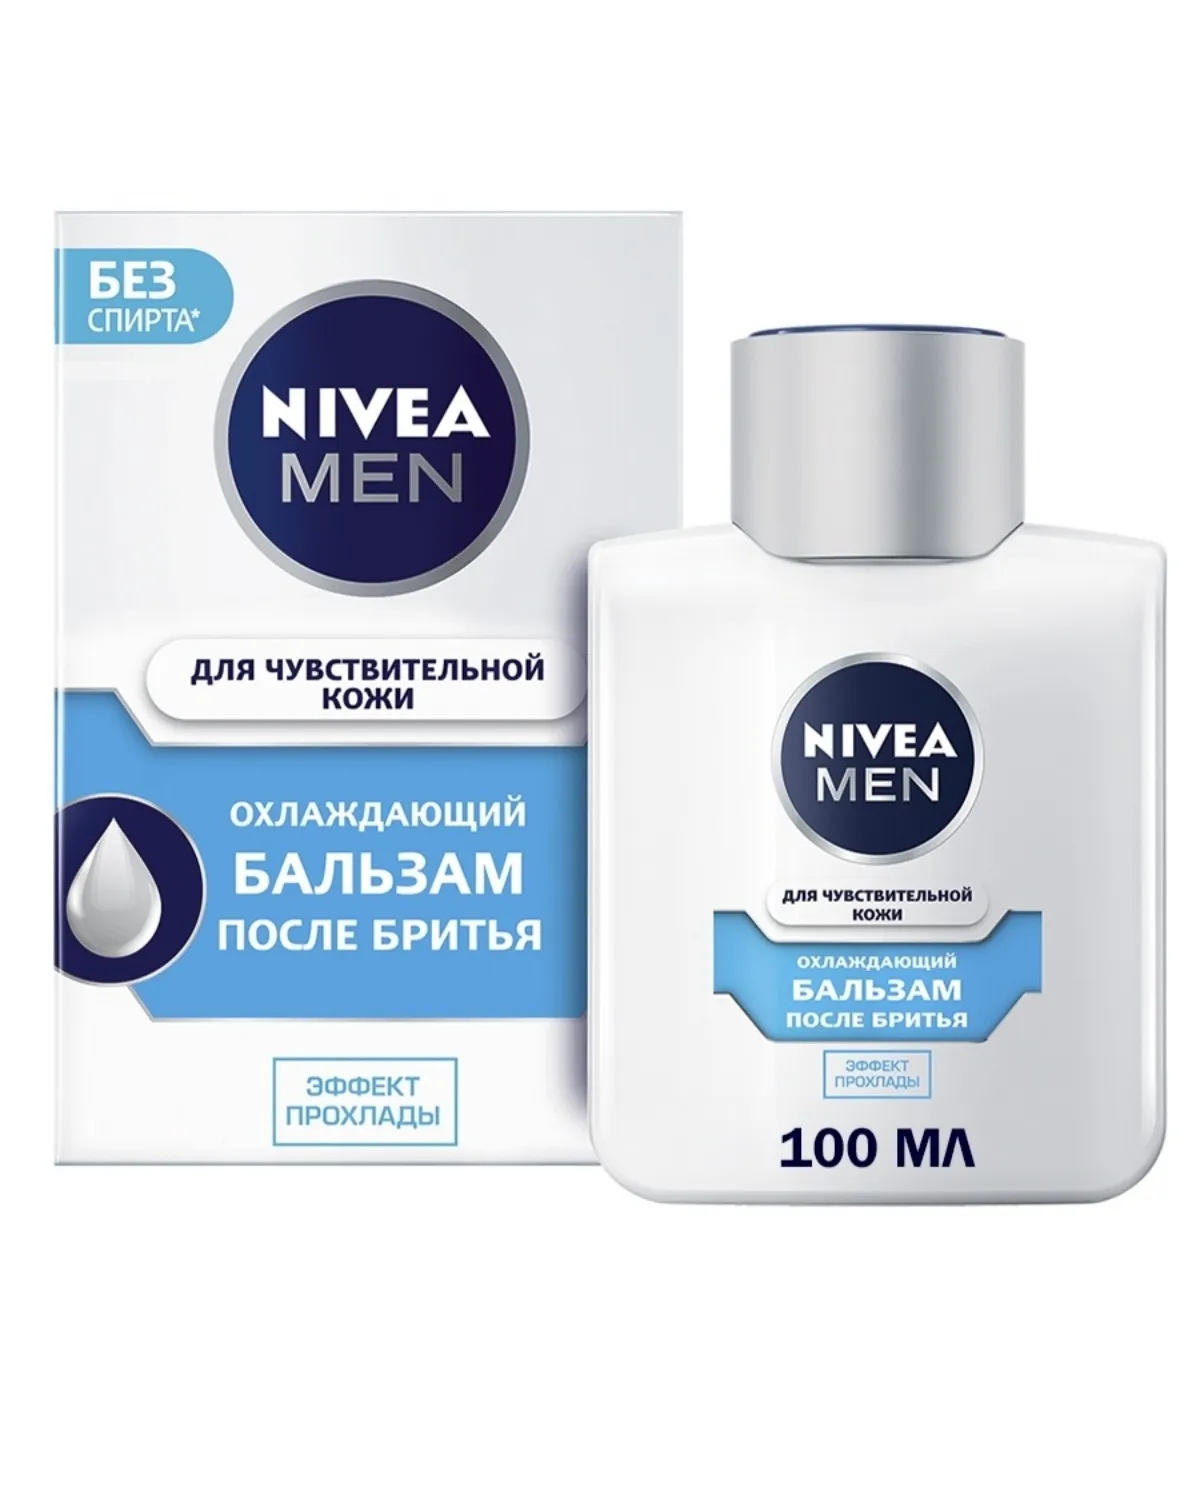 БЕЗ
СПИРТА*
NIVEA
MEN
ДЛЯ ЧУВСТВИТЕЛЬНОЙ
КОЖИ
ОХЛАЖДАЮЩИЙ
БАЛЬЗАМ
ПОСЛЕ БРИТЬЯ
ЭФФЕКТ
ПРОХЛАДЫ
NIVEA
MEN
ДЛЯ ЧУВСТВИТЕЛЬНОЙ
КОЖИ
ОХЛАЖДАЮЩИЙ
БАЛЬЗАМ
ПОСЛЕ БРИТЬЯ
ЭФФЕКТ
ПРОХЛАДЫ
100 МЛ